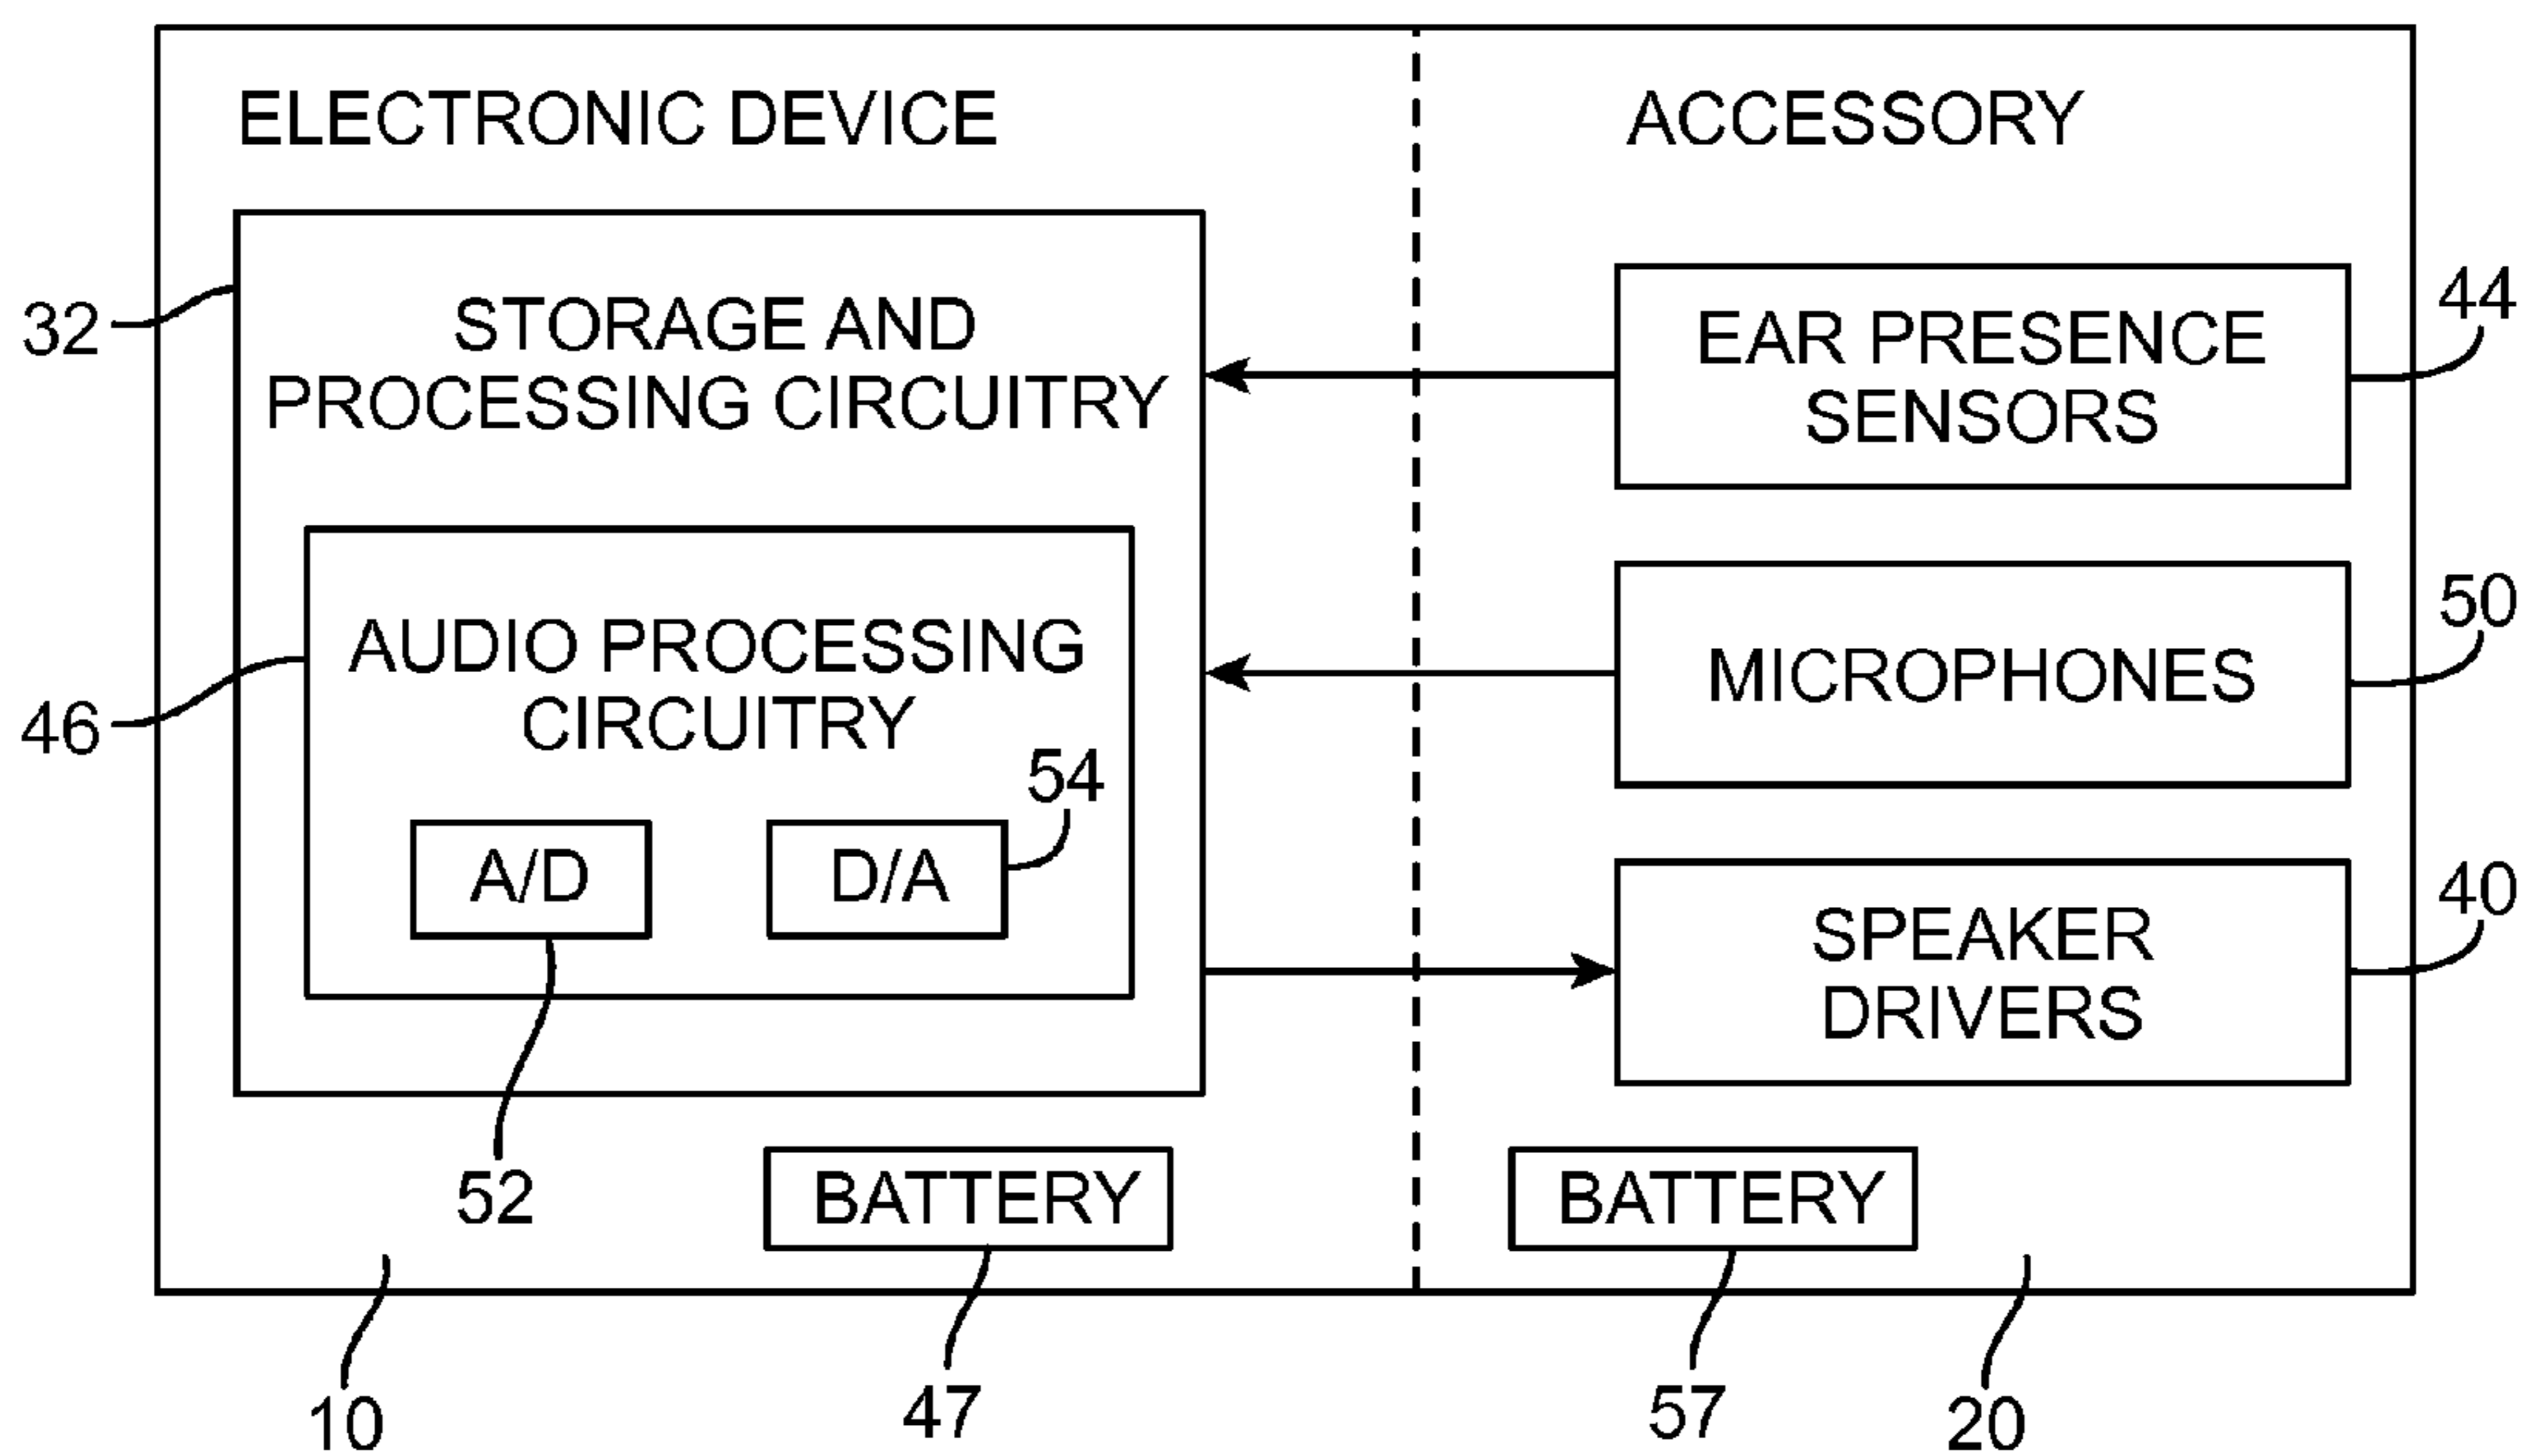 ELECTRONIC DEVICE
ACCESSORY
32
STORAGE AND
PROCESSING CIRCUITRY
EAR PRESENCE
SENSORS
44
46
AUDIO PROCESSING
CIRCUITRY
MICROPHONES
50
54
A/D
D/A
SPEAKER
DRIVERS
40
52
BATTERY
BATTERY
10
47
57
20